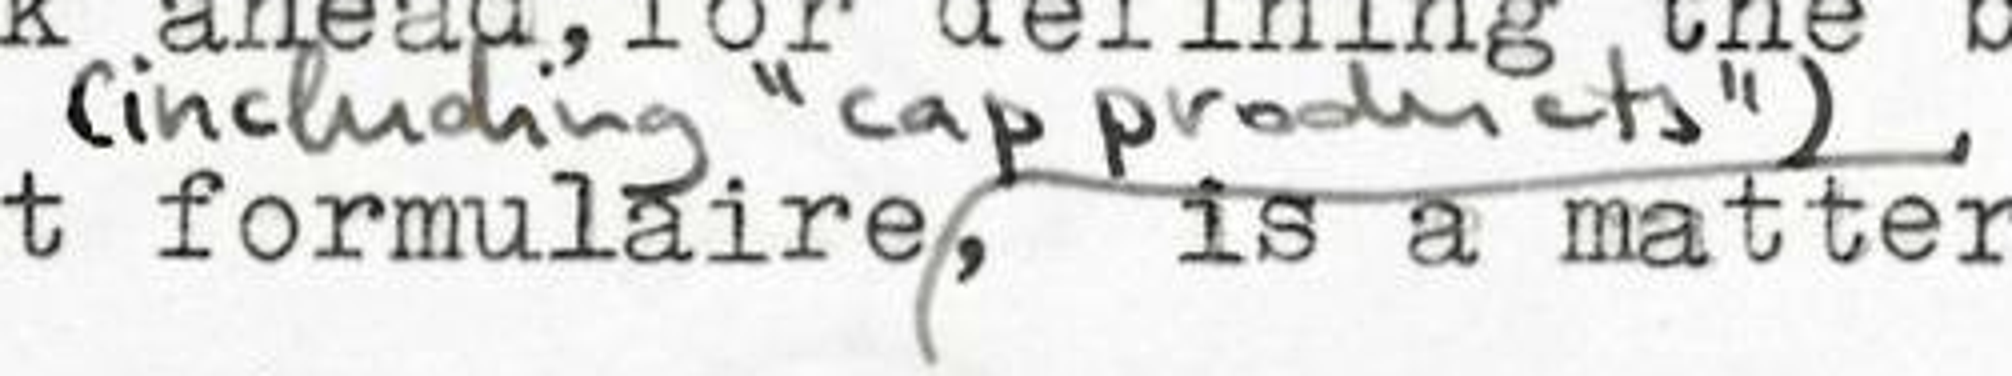 k ahead,for defining the b
(including "cap products")
t formulaire, is a matter